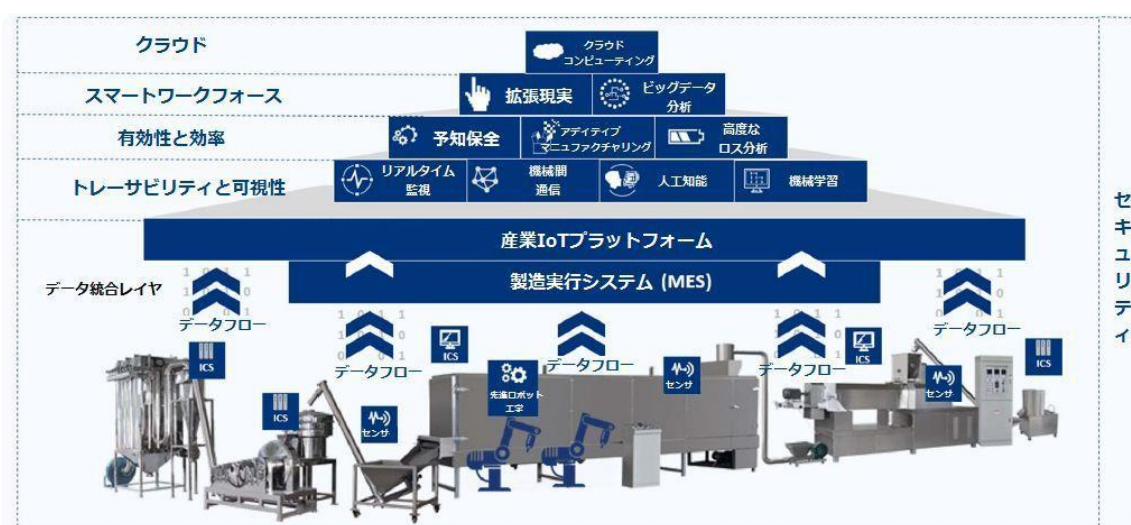 クラウド
クラウド
コンピューティング
スマートワークフォース
拡張現実
ビッグデータ
分析
有効性と効率
予知保全
アディティブ
マニュファクチャリング
高度な
ロス分析
トレーサビリティと可視性
リアルタイム
監視
機械間
通信
人工知能
機械学習
産業IoTプラットフォーム
製造実行システム (MES)
データ統合レイヤ
データフロー
データフロー
データフロー
データフロー
データフロー
ICS
ICS
ICS
ICS
ICS
センサ
センサ
センサ
先進ロボット
工学
セキュリティ